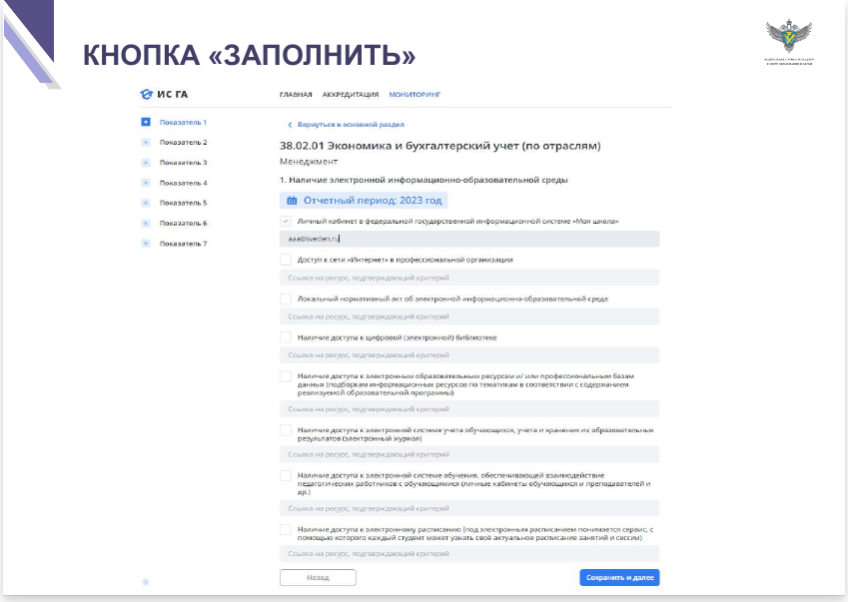 КНОПКА «ЗАПОЛНИТЬ»
ИС ГА
ГЛАВНАЯ АККРЕДИТАЦИЯ МОНИТОРИНГ
Показатель 1
Показатель 2
Показатель 3
Показатель 4
Показатель 5
Показатель 6
Показатель 7
Вернуться в основной раздел
38.02.01 Экономика и бухгалтерский учет (по отраслям)
Менеджмент
1. Наличие электронной информационно-образовательной среды
Отчетный период: 2023 год
Личный кабинет в федеральной государственной информационной системе «Моя школа»
aaa@sveden.ru
Доступ к сети «Интернет» в профессиональной организации
Ссылка на ресурс, подтверждающий критерий
Локальный нормативный акт об электронной информационно-образовательной среде
Ссылка на ресурс, подтверждающий критерий
Наличие доступа к цифровой (электронной) библиотеке
Ссылка на ресурс, подтверждающий критерий
Наличие доступа к электронным образовательным ресурсам и/ или профессиональным базам
данных (подборкам информационных ресурсов по тематикам в соответствии с содержанием
реализуемой образовательной программы)
Ссылка на ресурс, подтверждающий критерий
Наличие доступа к электронной системе учета обучающихся, учета и хранения их образовательных
результатов (электронный журнал)
Ссылка на ресурс, подтверждающий критерий
Наличие доступа к электронной системе обучения, обеспечивающей взаимодействие
педагогических работников с обучающимися (личные кабинеты обучающихся и преподавателей и
др.)
Ссылка на ресурс, подтверждающий критерий
Наличие доступа к электронному расписанию (под электронным расписанием понимается сервис, с
помощью которого каждый студент может узнать своё актуальное расписание занятий и сессии)
Ссылка на ресурс, подтверждающий критерий
Назад
Сохранить и далее